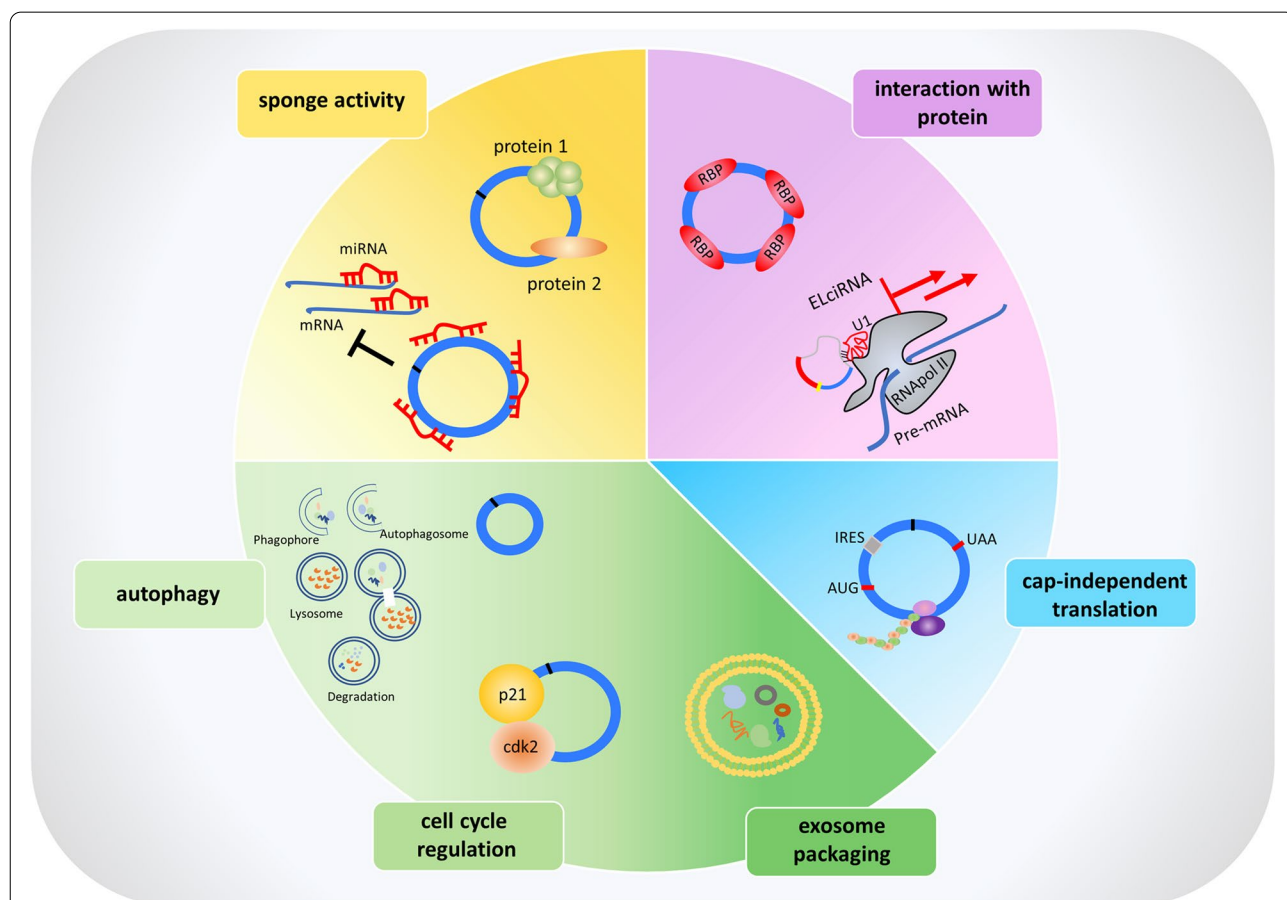 sponge activity
protein 1
protein 2
miRNA
mRNA
interaction with
protein
RBP
RBP
RBP
RBP
ELciRNA
U1
RNApol II
Pre-mRNA
IRES
UAA
AUG
cap-independent
translation
autophagy
Phagophore
Autophagosome
Lysosome
Degradation
p21
cdk2
cell cycle
regulation
exosome
packaging